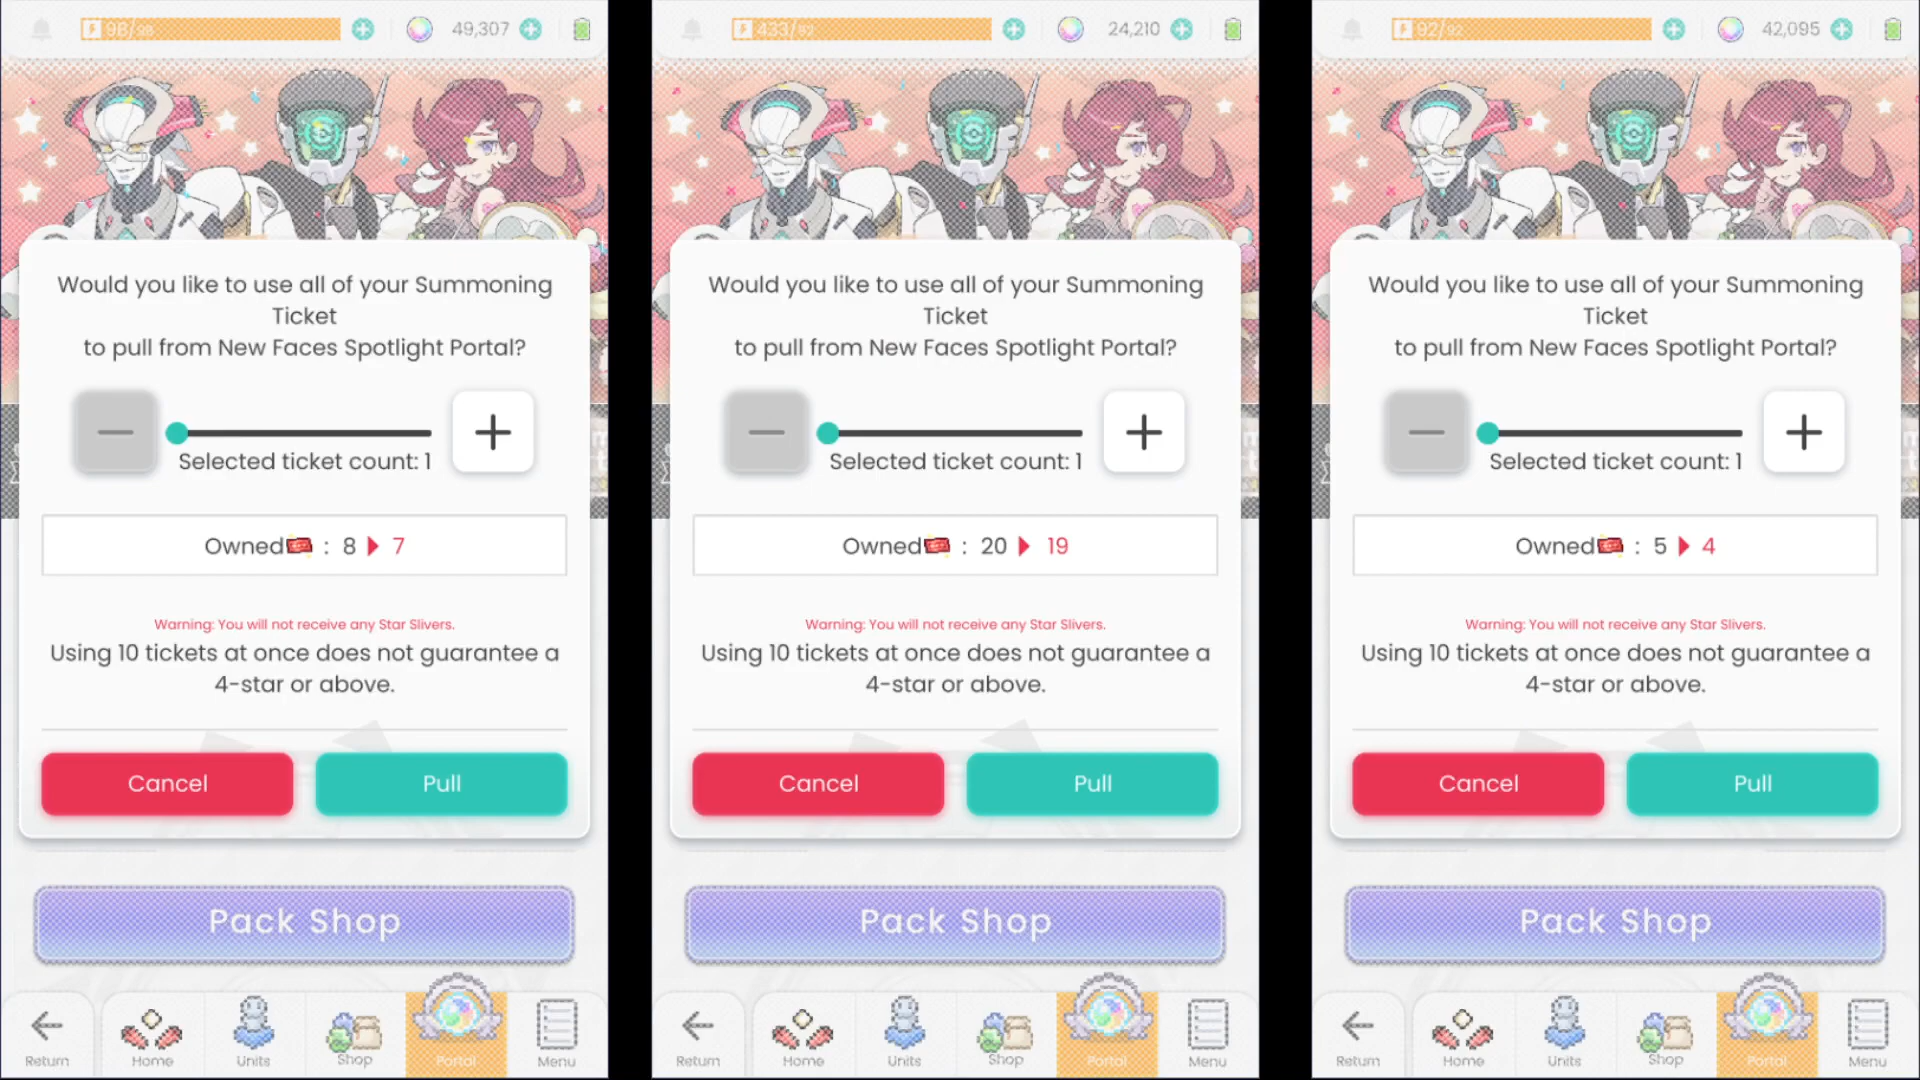 98/98
49,307
Would you like to use all of your Summoning
Ticket
to pull from New Faces Spotlight Portal?
Selected ticket count: 1
Owned : 8 ▶ 7
Warning: You will not receive any Star Slivers.
Using 10 tickets at once does not guarantee a
4-star or above.
Cancel
Pull
Pack Shop
Return
Home
Units
Shop
Portal
Menu
433/92
24,210
Would you like to use all of your Summoning
Ticket
to pull from New Faces Spotlight Portal?
Selected ticket count: 1
Owned : 20 ▶ 19
Warning: You will not receive any Star Slivers.
Using 10 tickets at once does not guarantee a
4-star or above.
Cancel
Pull
Pack Shop
Return
Home
Units
Shop
Portal
Menu
92/92
42,095
Would you like to use all of your Summoning
Ticket
to pull from New Faces Spotlight Portal?
Selected ticket count: 1
Owned : 5 ▶ 4
Warning: You will not receive any Star Slivers.
Using 10 tickets at once does not guarantee a
4-star or above.
Cancel
Pull
Pack Shop
Return
Home
Units
Shop
Portal
Menu